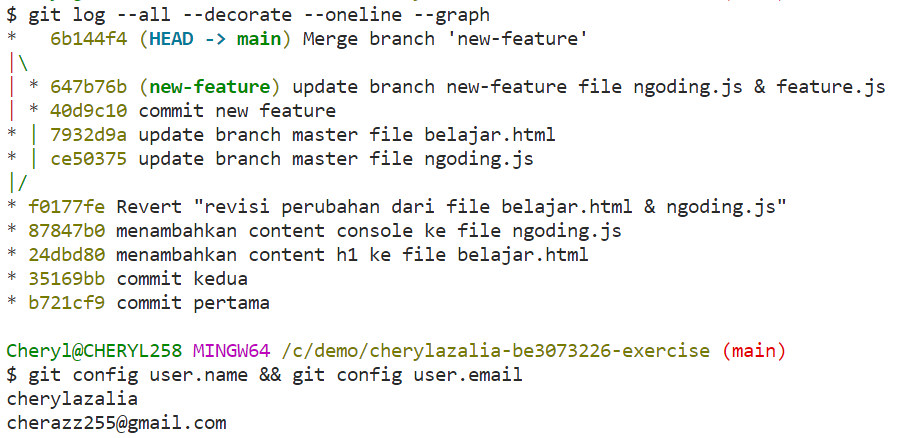 $ git log --all --decorate --oneline --graph
*   6b144f4 (HEAD -> main) Merge branch 'new-feature'
|\
| * 647b76b (new-feature) update branch new-feature file ngoding.js & feature.js
| * 40d9c10 commit new feature
* | 7932d9a update branch master file belajar.html
* | ce50375 update branch master file ngoding.js
|/
* f0177fe Revert "revisi perubahan dari file belajar.html & ngoding.js"
* 87847b0 menambahkan content console ke file ngoding.js
* 24dbd80 menambahkan content h1 ke file belajar.html
* 35169bb commit kedua
* b721cf9 commit pertama
Cheryl@CHERYL258 MINGW64 /c/demo/cherylazalia-be3073226-exercise (main)
$ git config user.name && git config user.email
cherylazalia
cherazz255@gmail.com